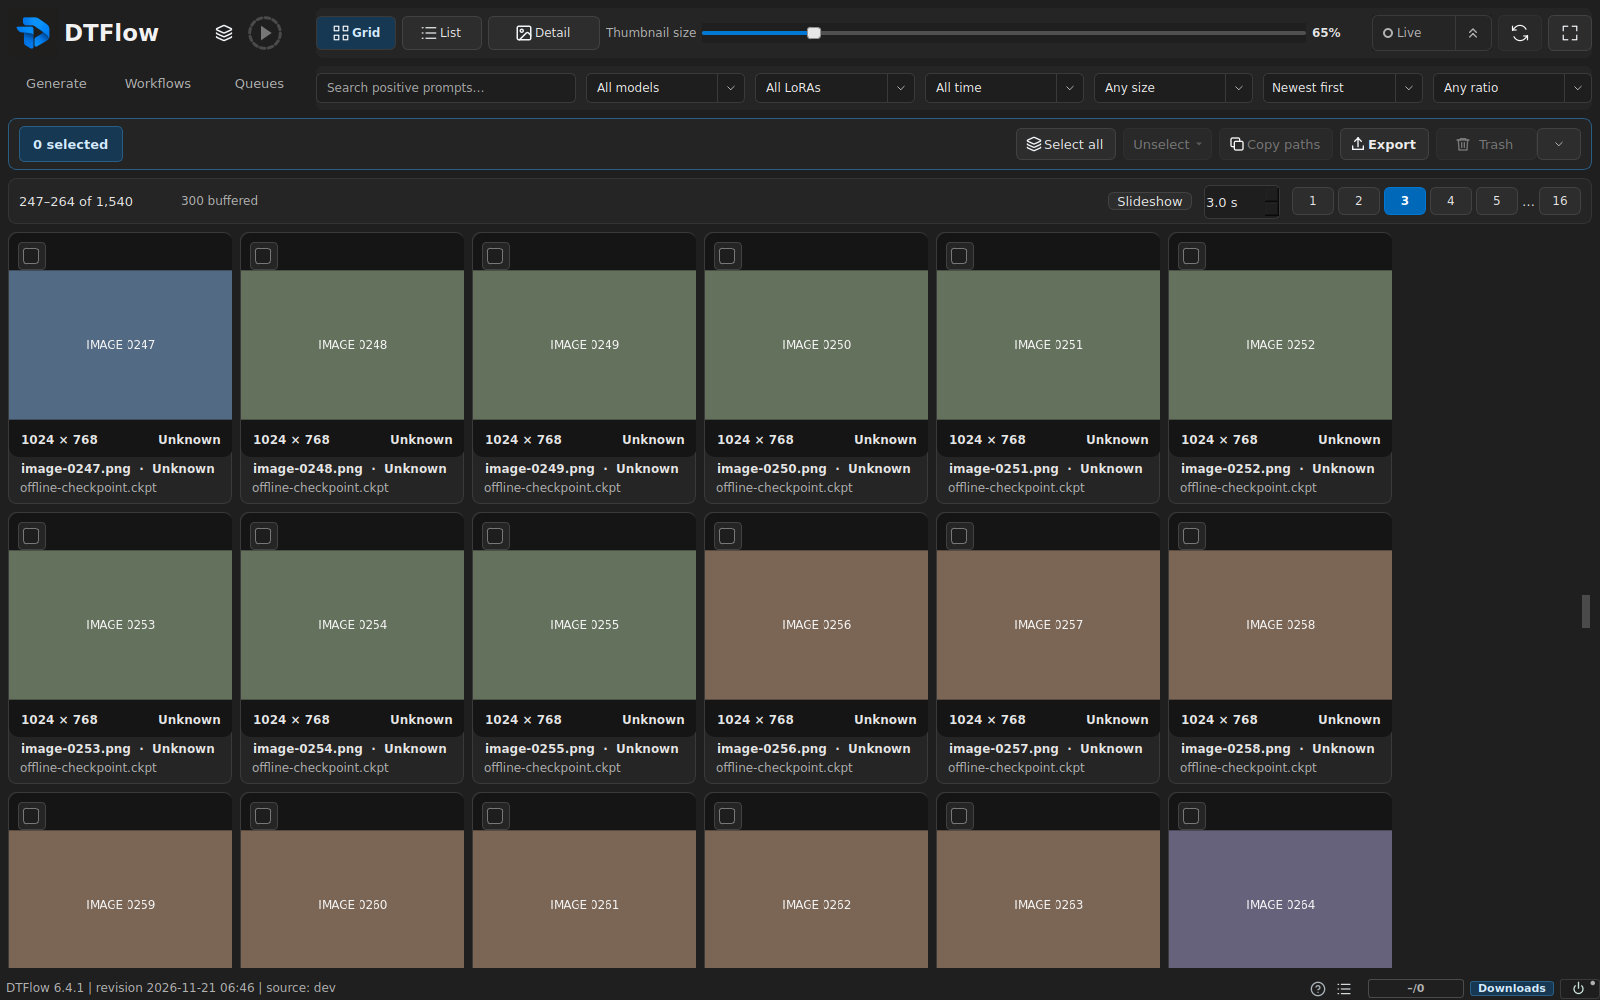 DTFlow
Grid
List
Detail
Thumbnail size
65%
Live
Generate
Workflows
Queues
Search positive prompts...
All models
All LoRAs
All time
Any size
Newest first
Any ratio
0 selected
Select all
Unselect
Copy paths
Export
Trash
247–264 of 1,540
300 buffered
Slideshow
3.0 s
1
2
3
4
5
...
16
IMAGE 0247
IMAGE 0248
IMAGE 0249
IMAGE 0250
IMAGE 0251
IMAGE 0252
1024 × 768 Unknown
1024 × 768 Unknown
1024 × 768 Unknown
1024 × 768 Unknown
1024 × 768 Unknown
1024 × 768 Unknown
image-0247.png · Unknown
image-0248.png · Unknown
image-0249.png · Unknown
image-0250.png · Unknown
image-0251.png · Unknown
image-0252.png · Unknown
offline-checkpoint.ckpt
offline-checkpoint.ckpt
offline-checkpoint.ckpt
offline-checkpoint.ckpt
offline-checkpoint.ckpt
offline-checkpoint.ckpt
IMAGE 0253
IMAGE 0254
IMAGE 0255
IMAGE 0256
IMAGE 0257
IMAGE 0258
1024 × 768 Unknown
1024 × 768 Unknown
1024 × 768 Unknown
1024 × 768 Unknown
1024 × 768 Unknown
1024 × 768 Unknown
image-0253.png · Unknown
image-0254.png · Unknown
image-0255.png · Unknown
image-0256.png · Unknown
image-0257.png · Unknown
image-0258.png · Unknown
offline-checkpoint.ckpt
offline-checkpoint.ckpt
offline-checkpoint.ckpt
offline-checkpoint.ckpt
offline-checkpoint.ckpt
offline-checkpoint.ckpt
IMAGE 0259
IMAGE 0260
IMAGE 0261
IMAGE 0262
IMAGE 0263
IMAGE 0264
DTFlow 6.4.1 | revision 2026-11-21 06:46 | source: dev
–/0
Downloads